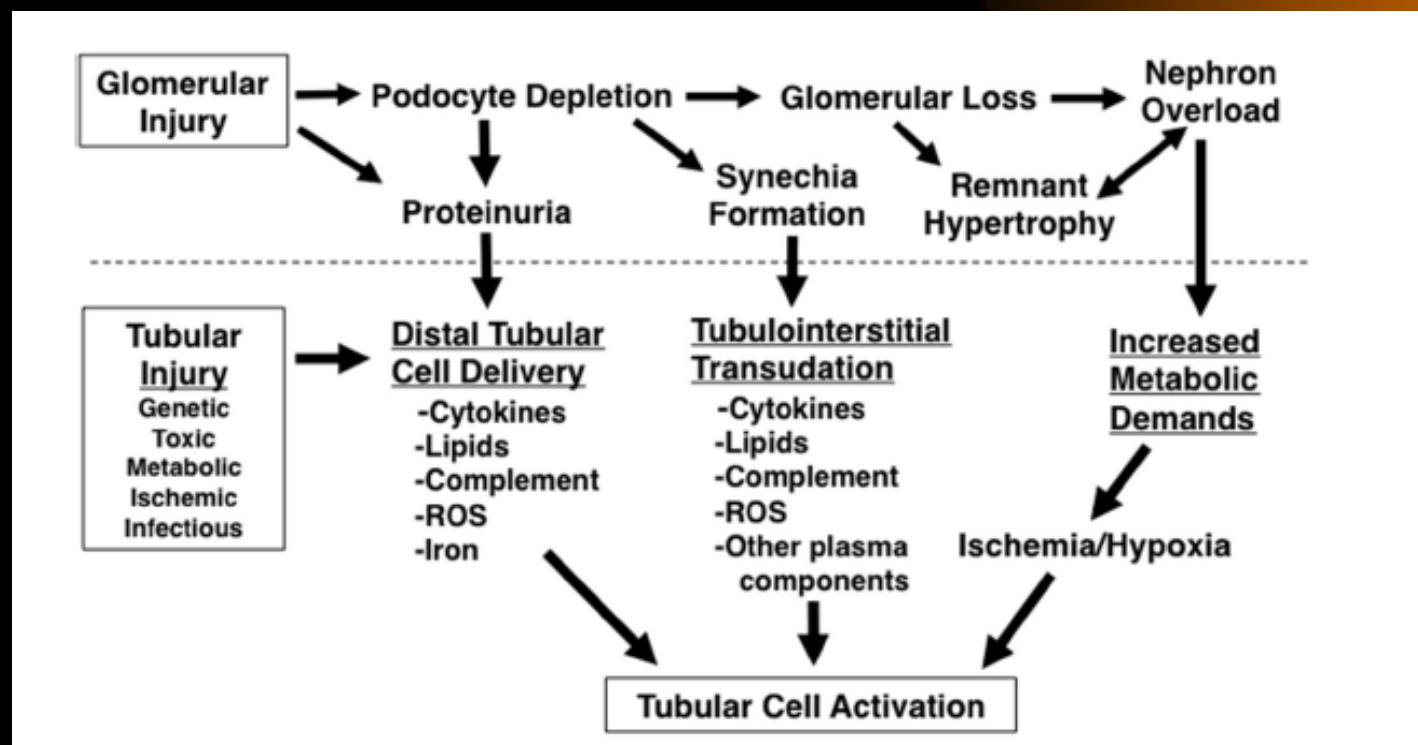 Glomerular
Injury
Podocyte Depletion
Glomerular Loss
Nephron
Overload
Proteinuria
Synechia
Formation
Remnant
Hypertrophy
Tubular
Injury
Genetic
Toxic
Metabolic
Ischemic
Infectious
Distal Tubular
Cell Delivery
-Cytokines
-Lipids
-Complement
-ROS
-Iron
Tubulointerstitial
Transudation
-Cytokines
-Lipids
-Complement
-ROS
-Other plasma
components
Increased
Metabolic
Demands
Ischemia/Hypoxia
Tubular Cell Activation